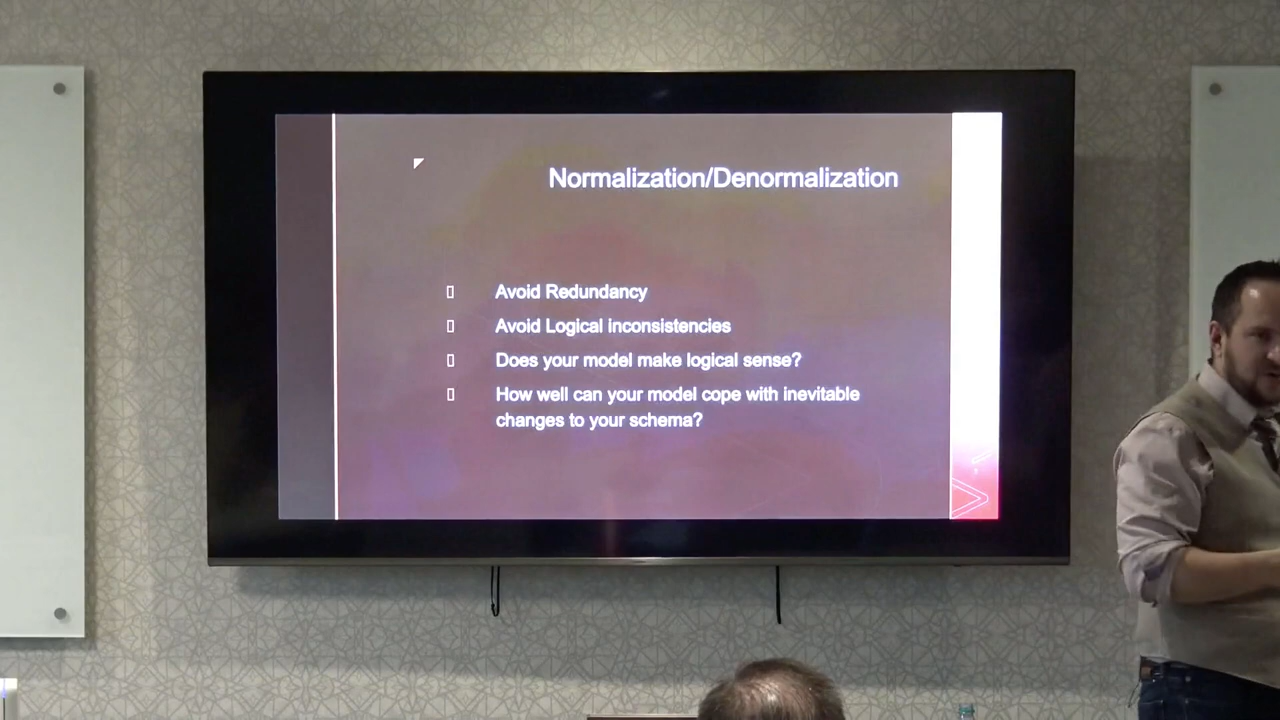 Normalization/Denormalization
Avoid Redundancy
Avoid Logical inconsistencies
Does your model make logical sense?
How well can your model cope with inevitable
changes to your schema?